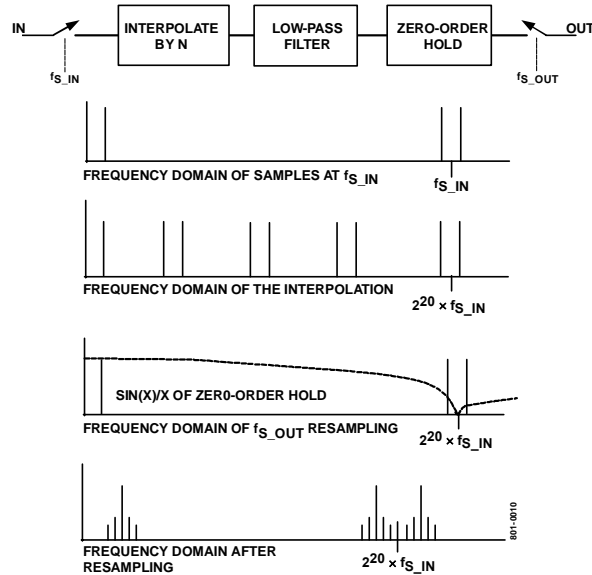 IN
INTERPOLATE
BY N
LOW-PASS
FILTER
ZERO-ORDER
HOLD
OUT
fS_IN
fS_OUT
FREQUENCY DOMAIN OF SAMPLES AT fS_IN
fS_IN
FREQUENCY DOMAIN OF THE INTERPOLATION
2^20 × fS_IN
SIN(X)/X OF ZER0-ORDER HOLD
FREQUENCY DOMAIN OF fS_OUT RESAMPLING
2^20 × fS_IN
FREQUENCY DOMAIN AFTER
RESAMPLING
2^20 × fS_IN
801-0010